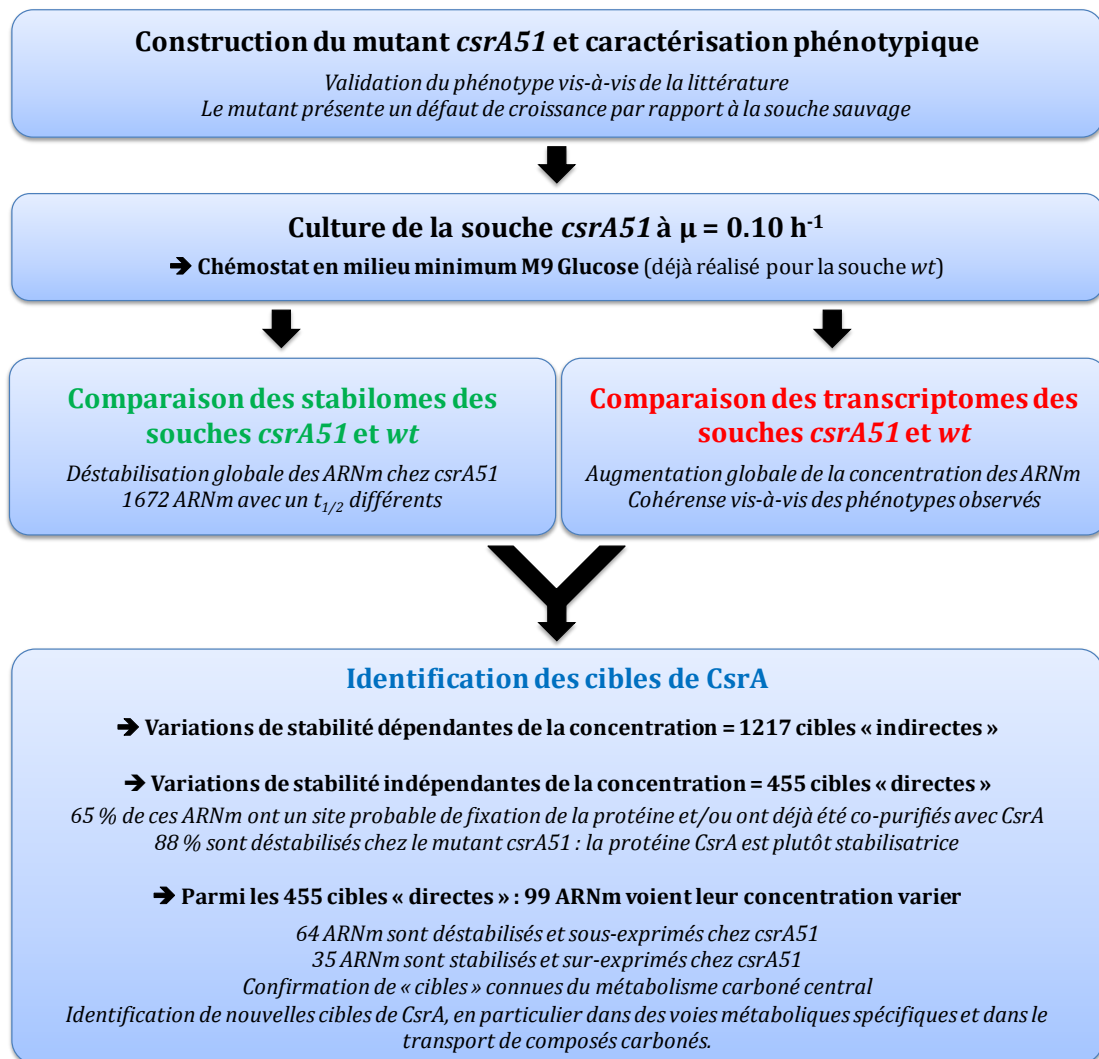 Construction du mutant csrA51 et caractérisation phénotypique
Validation du phénotype vis-à-vis de la littérature
Le mutant présente un défaut de croissance par rapport à la souche sauvage
Culture de la souche csrA51 à µ = 0.10 h-1
➔ Chémostat en milieu minimum M9 Glucose (déjà réalisé pour la souche wt)
Comparaison des stabilomes des
souches csrA51 et wt
Déstabilisation globale des ARNm chez csrA51
1672 ARNm avec un t1/2 différents
Comparaison des transcriptomes des
souches csrA51 et wt
Augmentation globale de la concentration des ARNm
Cohérense vis-à-vis des phénotypes observés
Identification des cibles de CsrA
➔ Variations de stabilité dépendantes de la concentration = 1217 cibles « indirectes »
➔ Variations de stabilité indépendantes de la concentration = 455 cibles « directes »
65 % de ces ARNm ont un site probable de fixation de la protéine et/ou ont déjà été co-purifiés avec CsrA
88 % sont déstabilisés chez le mutant csrA51 : la protéine CsrA est plutôt stabilisatrice
➔ Parmi les 455 cibles « directes » : 99 ARNm voient leur concentration varier
64 ARNm sont déstabilisés et sous-exprimés chez csrA51
35 ARNm sont stabilisés et sur-exprimés chez csrA51
Confirmation de « cibles » connues du métabolisme carboné central
Identification de nouvelles cibles de CsrA, en particulier dans des voies métaboliques spécifiques et dans le
transport de composés carbonés.